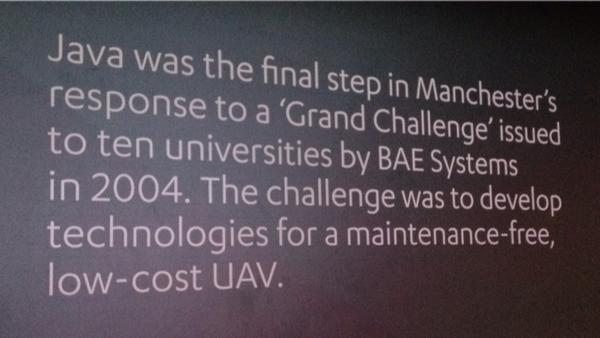 Java was the final step in Manchester's
response to a 'Grand Challenge' issued
to ten universities by BAE Systems
in 2004. The challenge was to develop
technologies for a maintenance-free,
low-cost UAV.